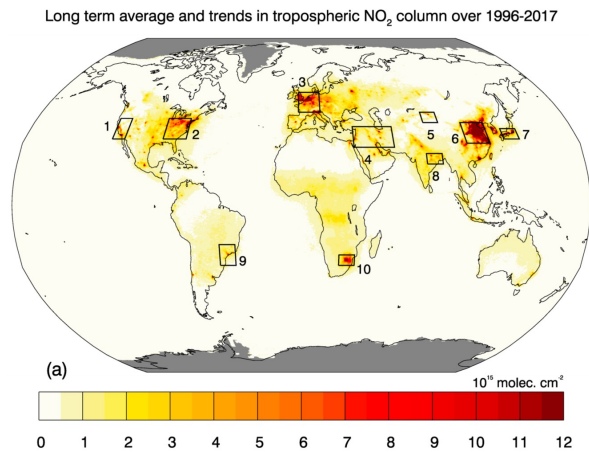 Long term average and trends in tropospheric NO₂ column over 1996-2017
3
1
2
5
6
7
4
8
9
10
(a)
10¹⁵ molec. cm⁻²
0 1 2 3 4 5 6 7 8 9 10 11 12